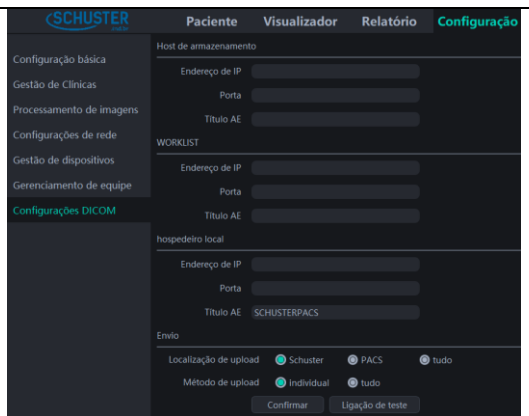 SCHUSTER
Paciente Visualizador Relatório Configuração
Configuração básica
Gestão de Clínicas
Processamento de imagens
Configurações de rede
Gestão de dispositivos
Gerenciamento de equipe
Configurações DICOM
Host de armazenamento
Endereço de IP
Porta
Título AE
WORKLIST
Endereço de IP
Porta
Título AE
hospedeiro local
Endereço de IP
Porta
Título AE SCHUSTERPACS
Envio
Localização de upload Schuster PACS tudo
Método de upload individual tudo
Confirmar Ligação de teste